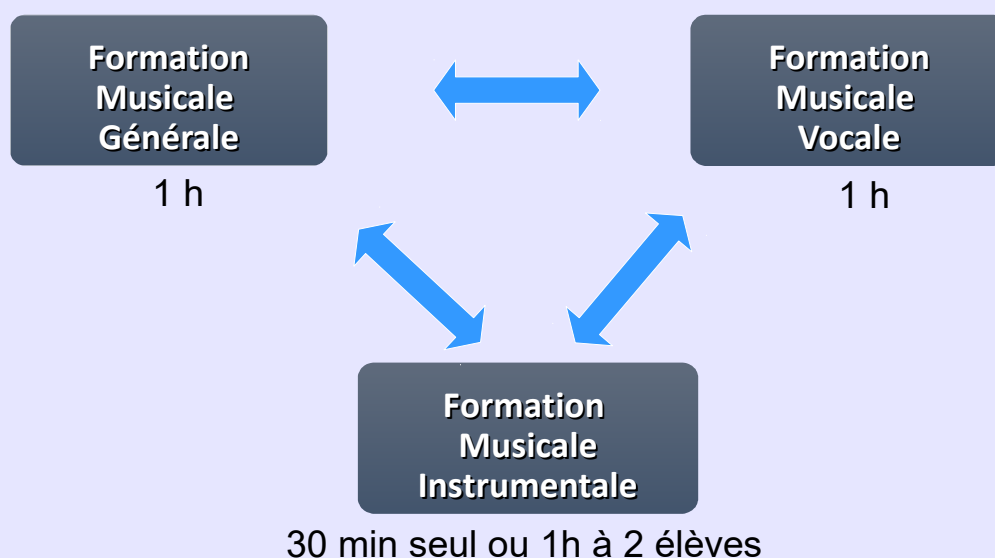 Formation
Musicale
Générale
1 h
Formation
Musicale
Vocale
1 h
Formation
Musicale
Instrumentale
30 min seul ou 1h à 2 élèves